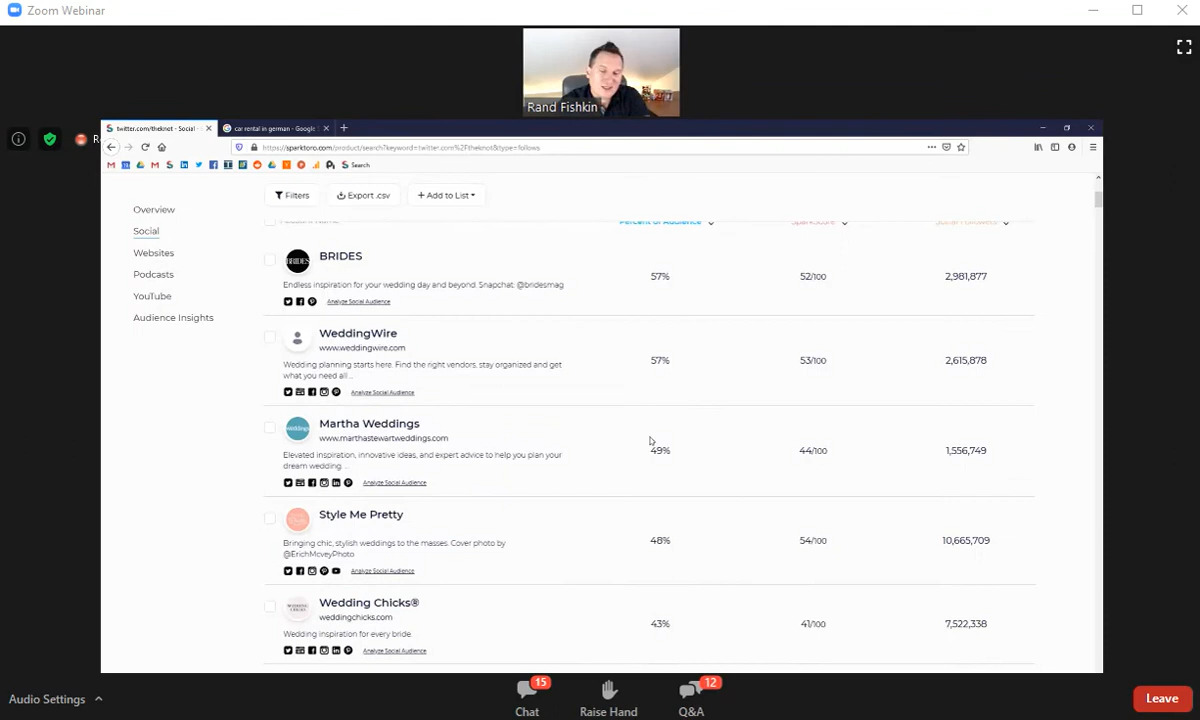 Zoom Webinar
Rand Fishkin
twitter.com/theknot - Social -
car rental in german - Google
https://sparktoro.com/product/search?keyword=twitter.com%2Ftheknot&type=follows
Search
Filters
Export .csv
+ Add to List
Overview
Social
Websites
Podcasts
YouTube
Audience Insights
Percent of Audience
SparkScore
Social Followers
BRIDES
BRIDES
57%
52/100
2,981,877
Endless inspiration for your wedding day and beyond. Snapchat: @bridesmag
Analyze Social Audience
WeddingWire
www.weddingwire.com
57%
53/100
2,615,878
Wedding planning starts here. Find the right vendors, stay organized and get
what you need all...
Analyze Social Audience
Martha Weddings
www.marthastewartweddings.com
49%
44/100
1,556,749
Elevated inspiration, innovative ideas, and expert advice to help you plan your
dream wedding. ...
Analyze Social Audience
Style Me Pretty
48%
54/100
10,665,709
Bringing chic, stylish weddings to the masses. Cover photo by
@ErichMcveyPhoto
Analyze Social Audience
Wedding Chicks®
weddingchicks.com
43%
41/100
7,522,338
Wedding inspiration for every bride.
Analyze Social Audience
Audio Settings
15
Chat
Raise Hand
12
Q&A
Leave